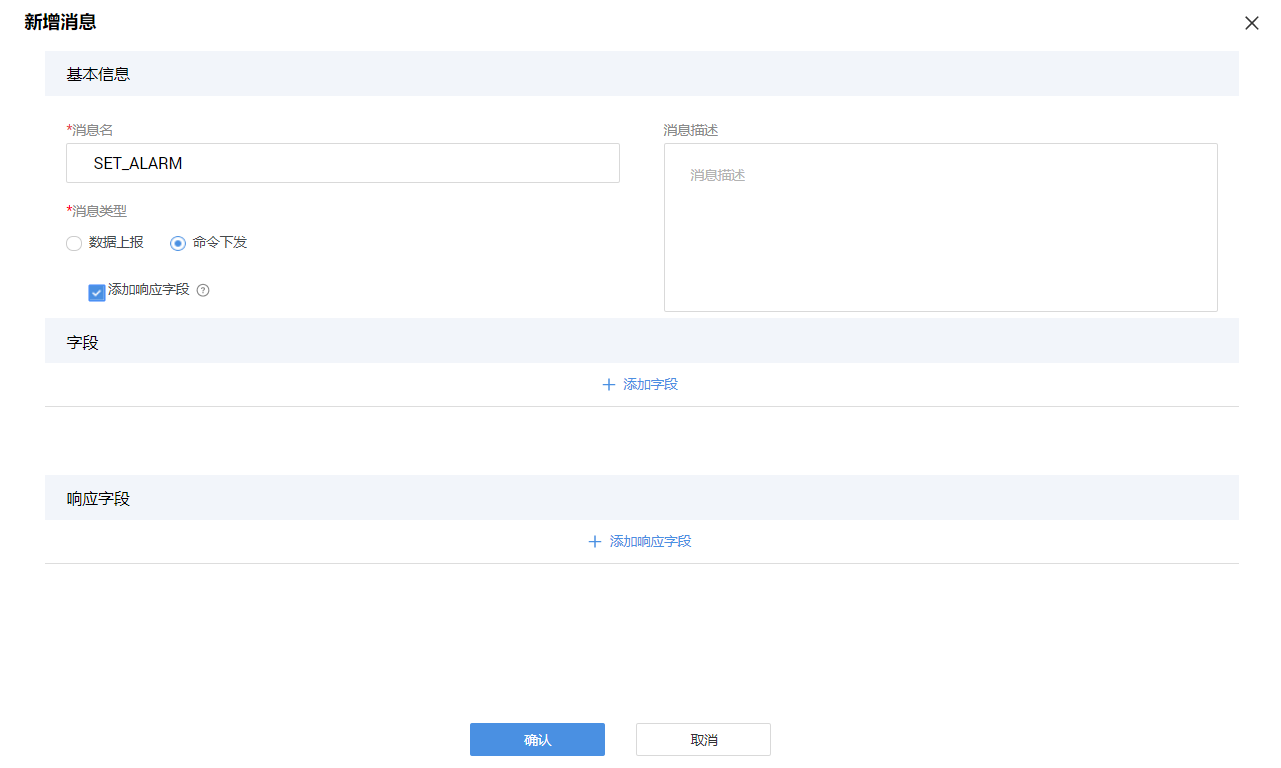 新增消息
基本信息
*消息名
SET_ALARM
*消息类型
数据上报 命令下发
添加响应字段 ?
消息描述
消息描述
字段
+ 添加字段
响应字段
+ 添加响应字段
确认 取消